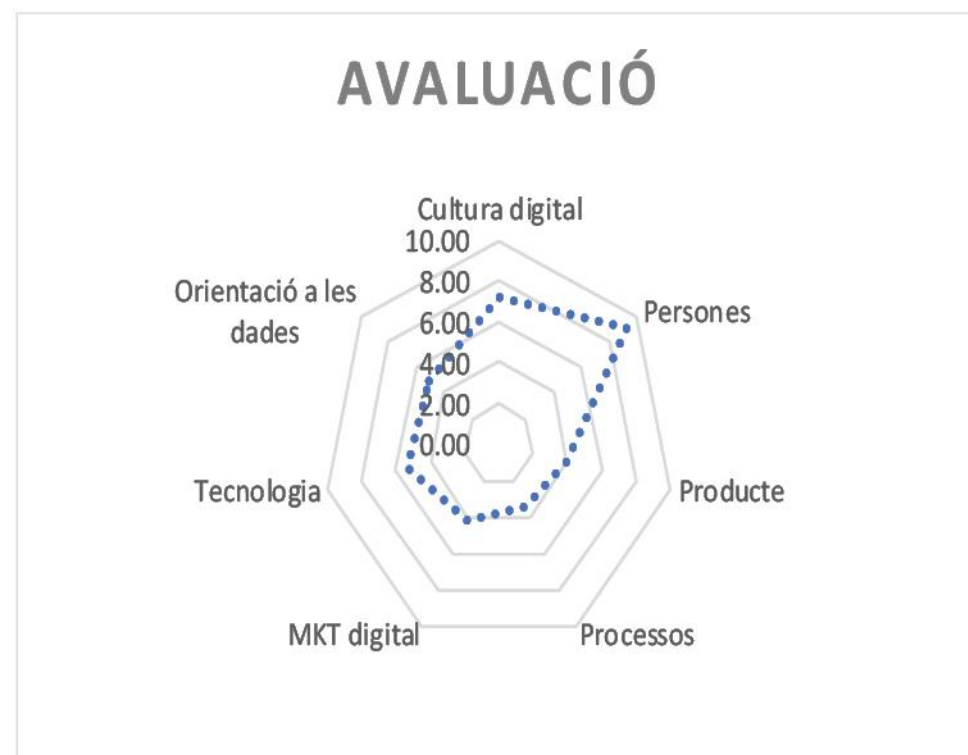 AVALUACIÓ
Cultura digital
10.00
8.00
6.00
4.00
2.00
0.00
Persones
Producte
Processos
MKT digital
Tecnologia
Orientació a les
dades